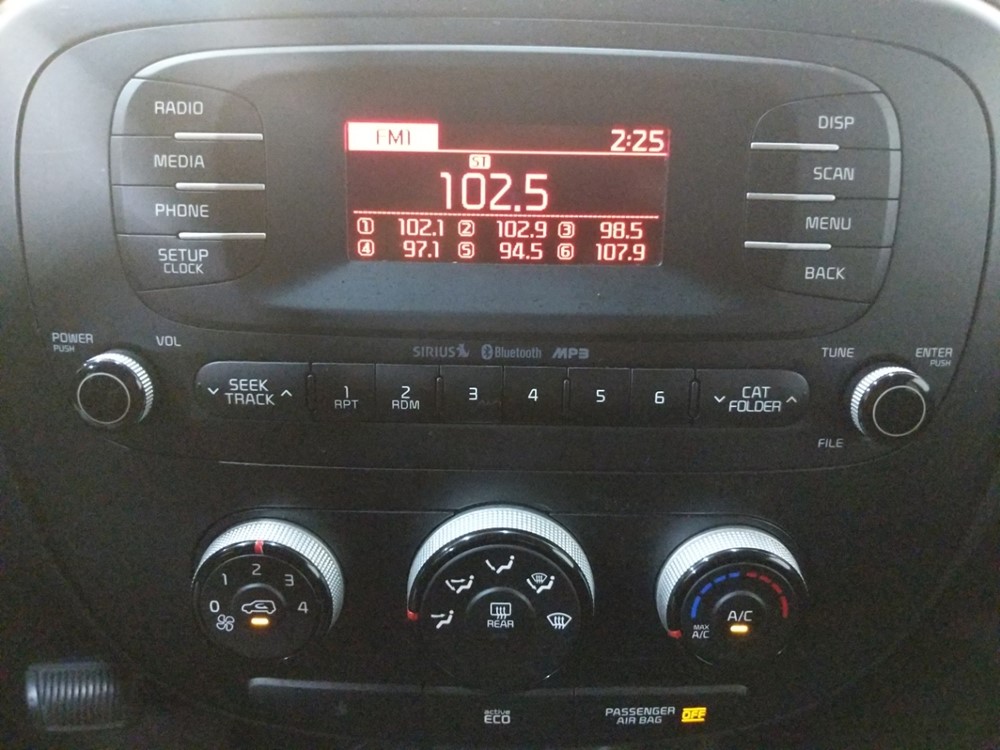 RADIO
MEDIA
PHONE
SETUP
CLOCK
FM1 2:25
ST
102.5
1 102.1 2 102.9 3 98.5
4 97.1 5 94.5 6 107.9
DISP
SCAN
MENU
BACK
POWER
PUSH
VOL
SIRIUS Bluetooth MP3
TUNE
ENTER
PUSH
SEEK
TRACK
1
RPT
2
RDM
3
4
5
6
CAT
FOLDER
FILE
0 1 2 3 4
REAR
MAX
A/C
A/C
active
ECO
PASSENGER
AIR BAG
OFF